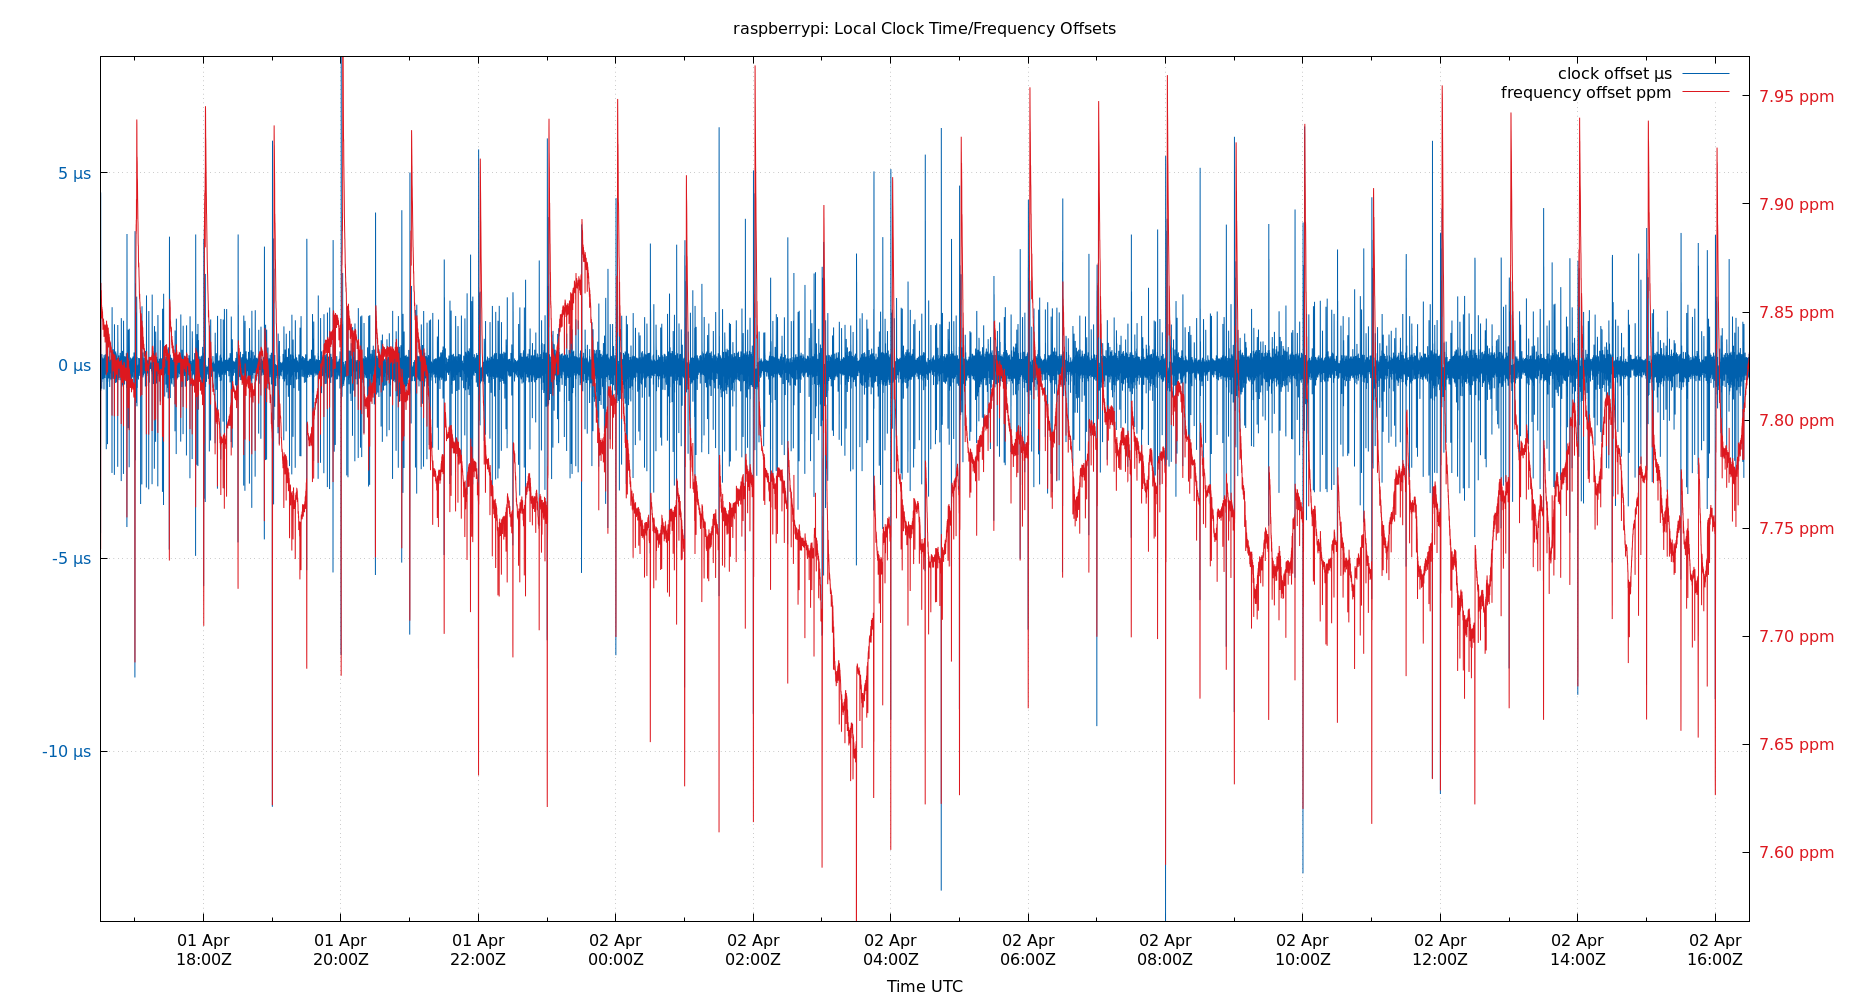 raspberrypi: Local Clock Time/Frequency Offsets
clock offset µs
frequency offset ppm
5 µs
0 µs
-5 µs
-10 µs
7.95 ppm
7.90 ppm
7.85 ppm
7.80 ppm
7.75 ppm
7.70 ppm
7.65 ppm
7.60 ppm
01 Apr 01 Apr 01 Apr 02 Apr 02 Apr 02 Apr 02 Apr 02 Apr 02 Apr 02 Apr 02 Apr 02 Apr
18:00Z 20:00Z 22:00Z 00:00Z 02:00Z 04:00Z 06:00Z 08:00Z 10:00Z 12:00Z 14:00Z 16:00Z
Time UTC